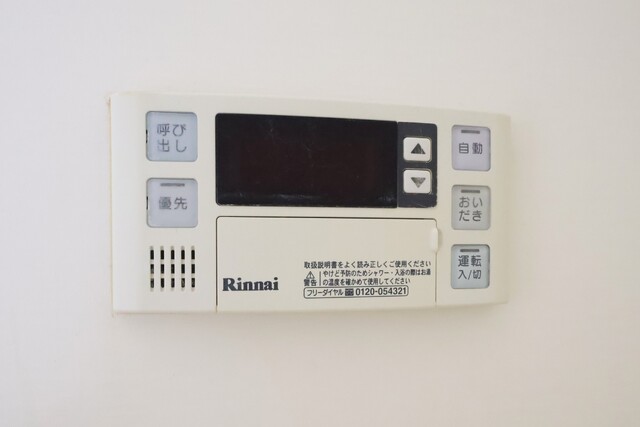 呼び
出し
優先
自動
おい
だき
運転
入/切
Rinnai
取扱説明書をよく読み正しくご使用ください
警告
やけど予防のためシャワー・入浴の際はお湯
の温度を確かめて使用してください
フリーダイヤル 0120-054321